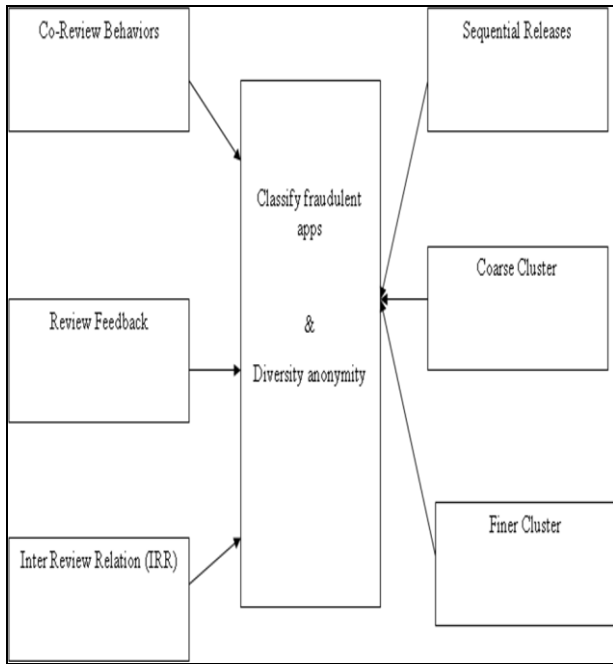 Co-Review Behaviors
Sequential Releases
Classify fraudulent
apps
&
Diversity anonymity
Coarse Cluster
Review Feedback
Finer Cluster
Inter Review Relation (IRR)